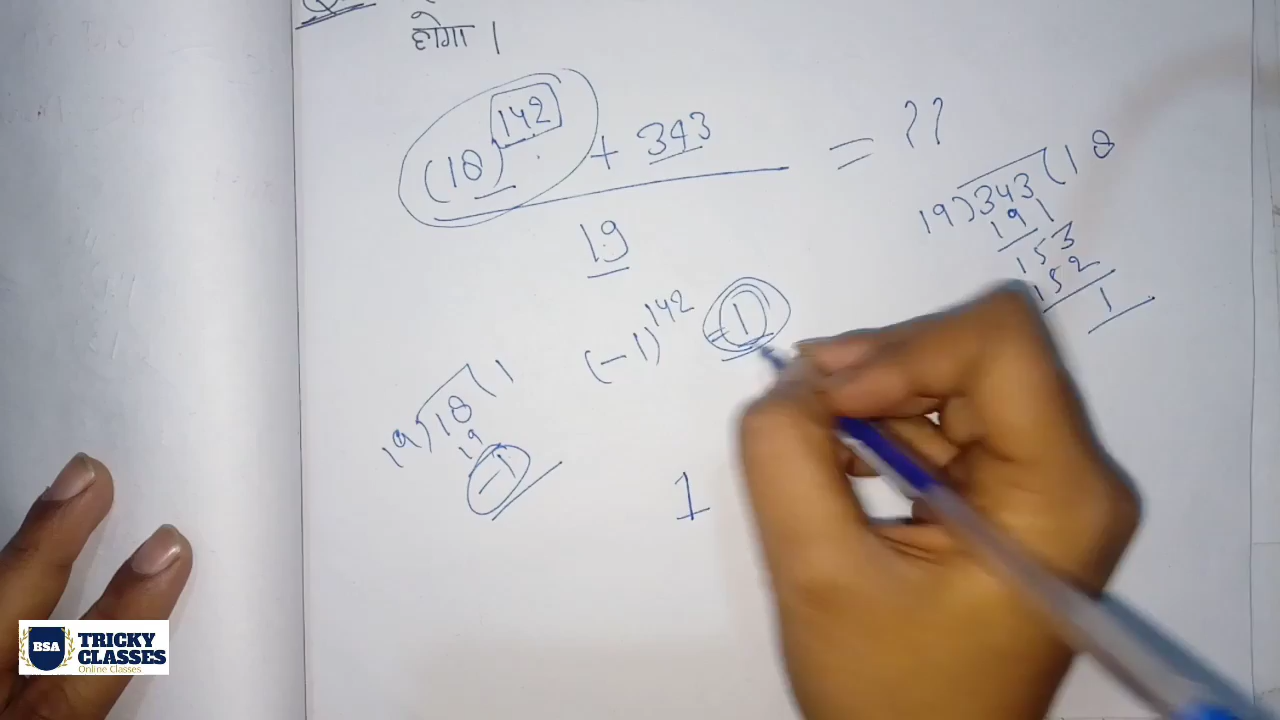 होगा ।
(18)^142 + 343 = ??
19
19)343(18
191
153
152
1
(-1)^142 = 1
19)18(1
19
-1
1
BSA TRICKY CLASSES
Online Classes